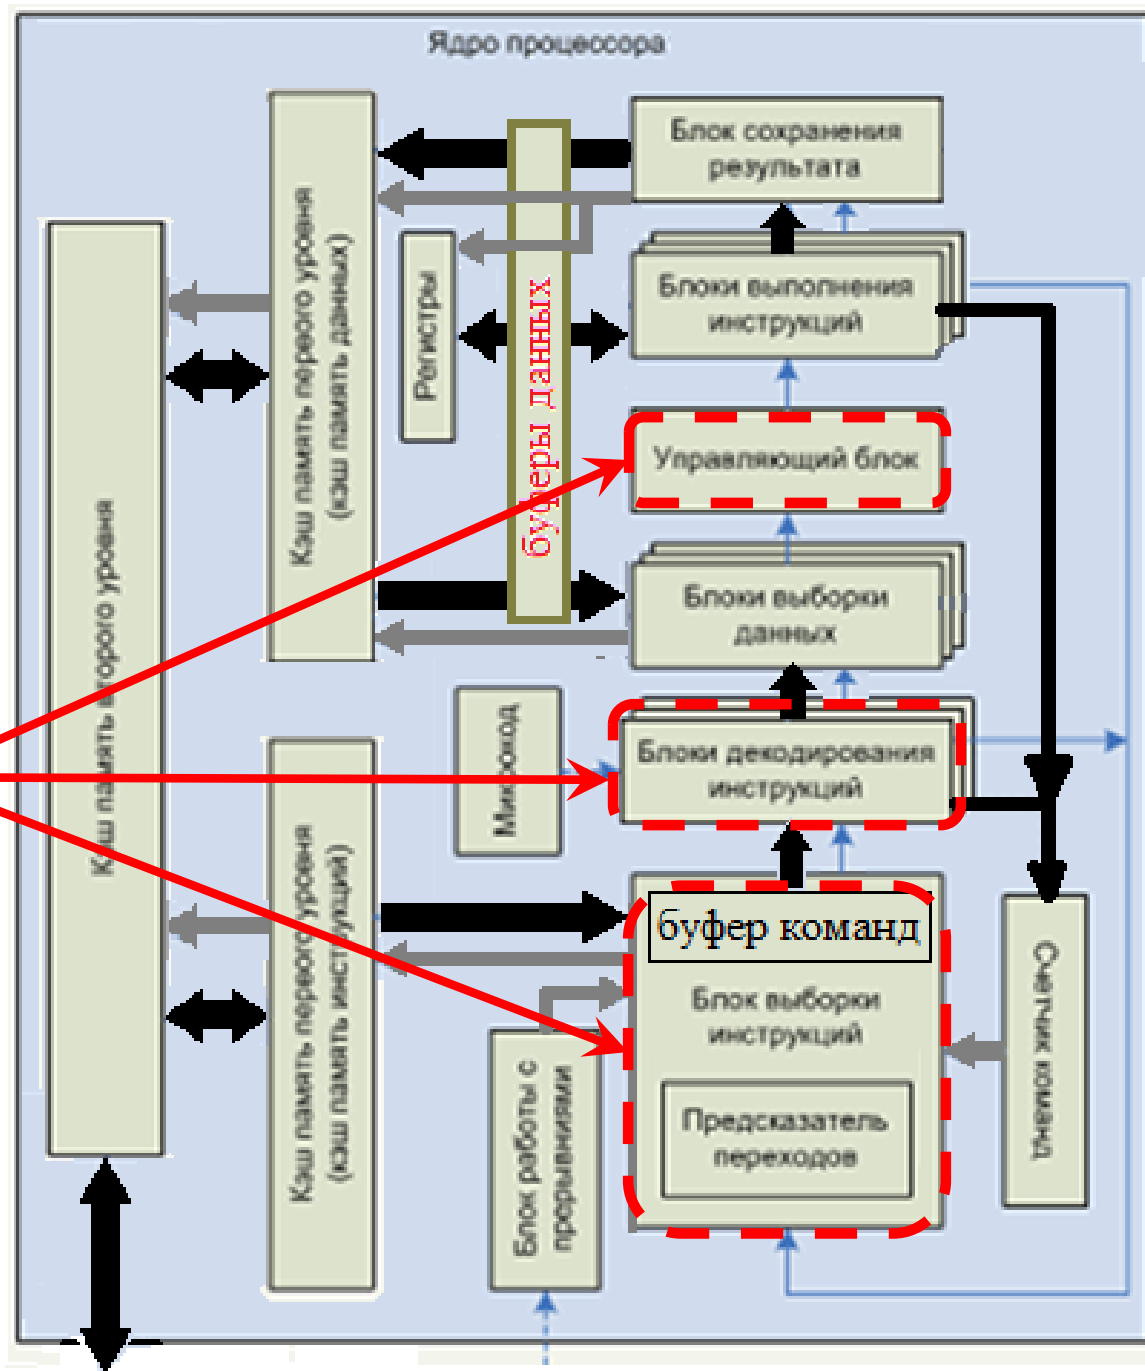 Ядро процессора
Блок сохранения
результата
Кэш память первого уровня
(кэш память данных)
буферы данных
Регистры
Блоки выполнения
инструкций
Управляющий блок
Кэш память второго уровня
Блоки выборки
данных
Микрокод
Блоки декодирования
инструкций
Кэш память первого уровня
(кэш память инструкций)
буфер команд
Блок выборки
инструкций
Предсказатель
переходов
Счетчик команд
Блок работы с
прерывниями